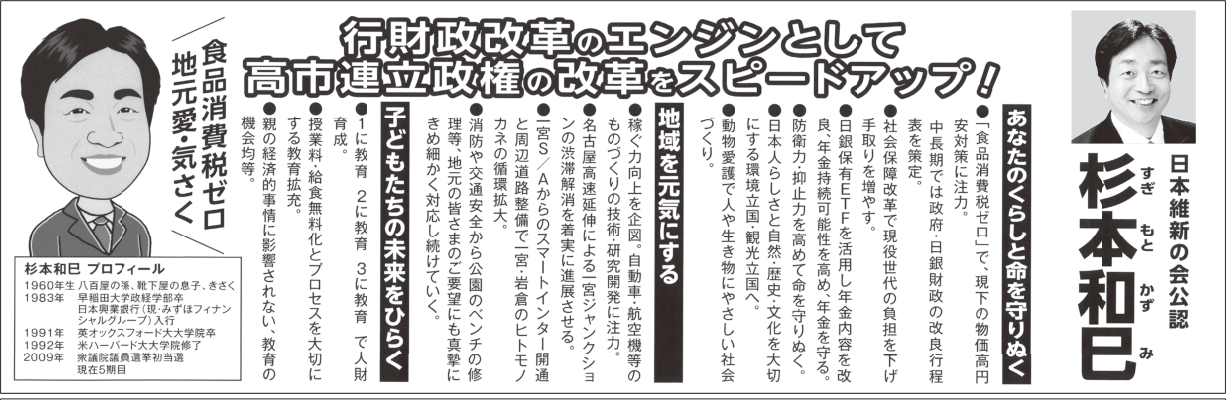 日本維新の会公認
杉本和巳
すぎもとかずみ
行財政改革のエンジンとして
高市連立政権の改革をスピードアップ！
あなたのくらしと命を守りぬく
●「食品消費税ゼロ」で、現下の物価高円
安対策に注力。
中長期では政府・日銀財政の改良行程
表を策定。
●社会保障改革で現役世代の負担を下げ
手取りを増やす。
●日銀保有ETFを活用し年金内容を改
良、年金持続可能性を高め、年金を守る。
●防衛力・抑止力を高めて命を守りぬく。
●日本人らしさと自然・歴史・文化を大切
にする環境立国・観光立国へ。
●動物愛護で人や生き物にやさしい社会
づくり。
地域を元気にする
●稼ぐ力向上を企図。自動車・航空機等の
ものづくりの技術・研究開発に注力。
●名古屋高速延伸による一宮ジャンクショ
ンの渋滞解消を着実に進展させる。
●一宮S／Aからのスマートインター開通
と周辺道路整備で一宮・岩倉のヒトモノ
カネの循環拡大。
●消防や交通安全から公園のベンチの修
理等、地元の皆さまのご要望にも真摯に
きめ細かく対応し続けていく。
子どもたちの未来をひらく
●1に教育 2に教育 3に教育 で人財
育成。
●授業料・給食無料化とプロセスを大切に
する教育拡充。
●親の経済的事情に影響されない、教育の
機会均等。
食品消費税ゼロ
地元愛・気さく
杉本和巳 プロフィール
1960年生 八百屋の孫、靴下屋の息子、きさく
1983年 早稲田大学政経学部卒
日本興業銀行（現・みずほフィナン
シャルグループ）入行
1991年 英オックスフォード大大学院卒
1992年 米ハーバード大大学院修了
2009年 衆議院議員選挙初当選
現在5期目